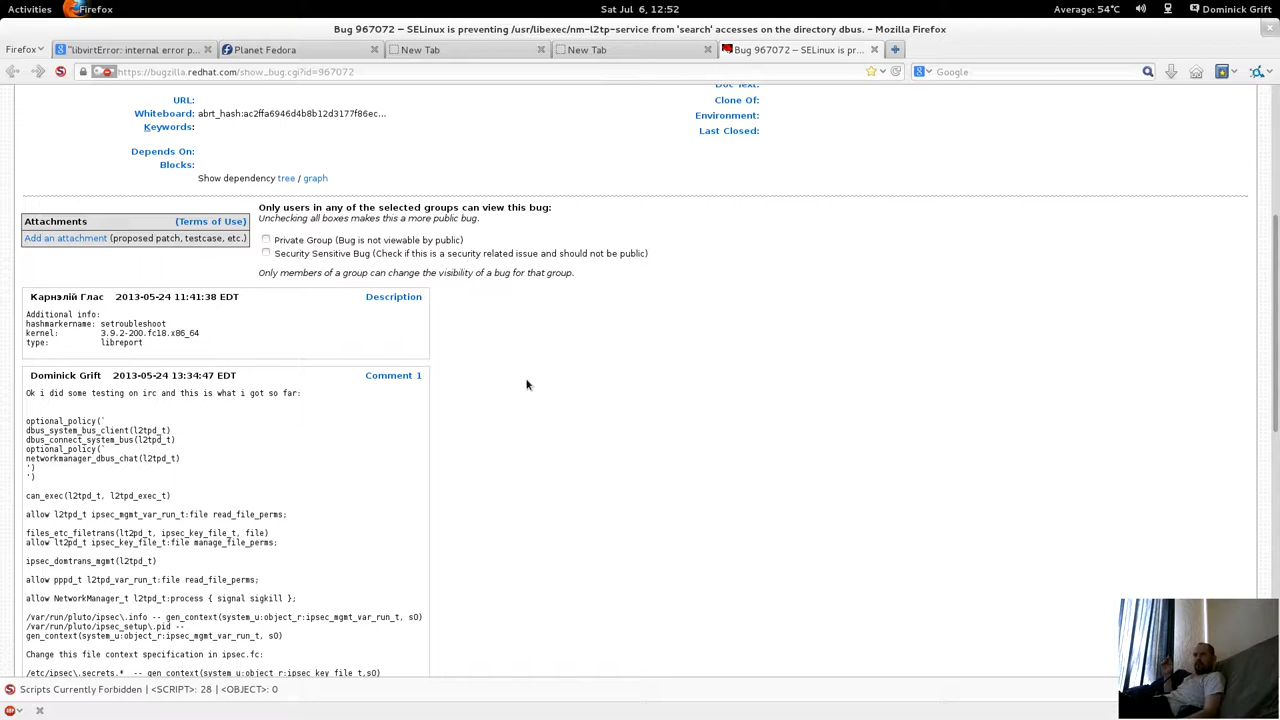 Activities Firefox Sat Jul 6, 12:52 Average: 54°C Dominick Grift
Bug 967072 – SELinux is preventing /usr/libexec/nm-l2tp-service from 'search' accesses on the directory dbus. - Mozilla Firefox
Firefox "libvirtError: internal error p... Planet Fedora New Tab New Tab Bug 967072 – SELinux is pr...
https://bugzilla.redhat.com/show_bug.cgi?id=967072 Google
Doc Text:
URL: Clone Of:
Whiteboard: abrt_hash:ac2ffa6946d4b8b12d3177f86ec... Environment:
Keywords: Last Closed:
Depends On:
Blocks:
Show dependency tree / graph
Only users in any of the selected groups can view this bug:
Unchecking all boxes makes this a more public bug.
Attachments (Terms of Use)
Add an attachment (proposed patch, testcase, etc.)
Private Group (Bug is not viewable by public)
Security Sensitive Bug (Check if this is a security related issue and should not be public)
Only members of a group can change the visibility of a bug for that group.
Карнэлій Глас 2013-05-24 11:41:38 EDT Description
Additional info:
hashmarkername: setroubleshoot
kernel: 3.9.2-200.fc18.x86_64
type: libreport
Dominick Grift 2013-05-24 13:34:47 EDT Comment 1
Ok i did some testing on irc and this is what i got so far:
optional_policy(`
dbus_system_bus_client(l2tpd_t)
dbus_connect_system_bus(l2tpd_t)
optional_policy(`
networkmanager_dbus_chat(l2tpd_t)
')
')
can_exec(l2tpd_t, l2tpd_exec_t)
allow l2tpd_t ipsec_mgmt_var_run_t:file read_file_perms;
files_etc_filetrans(lt2pd_t, ipsec_key_file_t, file)
allow lt2pd_t ipsec_key_file_t:file manage_file_perms;
ipsec_domtrans_mgmt(l2tpd_t)
allow pppd_t l2tpd_var_run_t:file read_file_perms;
allow NetworkManager_t l2tpd_t:process { signal sigkill };
/var/run/pluto/ipsec\.info -- gen_context(system_u:object_r:ipsec_mgmt_var_run_t, s0)
/var/run/pluto/ipsec_setup\.pid --
gen_context(system_u:object_r:ipsec_mgmt_var_run_t, s0)
Change this file context specification in ipsec.fc:
/etc/ipsec\.secrets.* -- gen_context(system_u:object_r:ipsec_key_file_t,s0)
Scripts Currently Forbidden | <SCRIPT>: 28 | <OBJECT>: 0